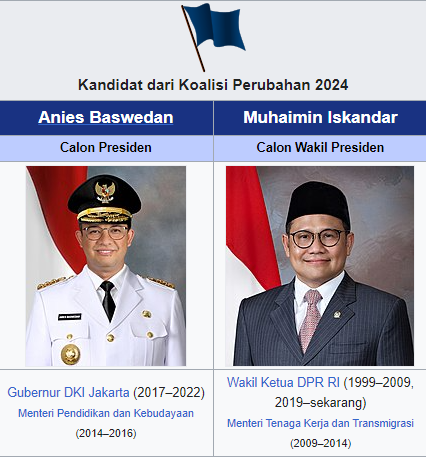 Kandidat dari Koalisi Perubahan 2024
Anies Baswedan
Muhaimin Iskandar
Calon Presiden
Calon Wakil Presiden
Gubernur DKI Jakarta (2017–2022)
Menteri Pendidikan dan Kebudayaan
(2014–2016)
Wakil Ketua DPR RI (1999–2009,
2019–sekarang)
Menteri Tenaga Kerja dan Transmigrasi
(2009–2014)